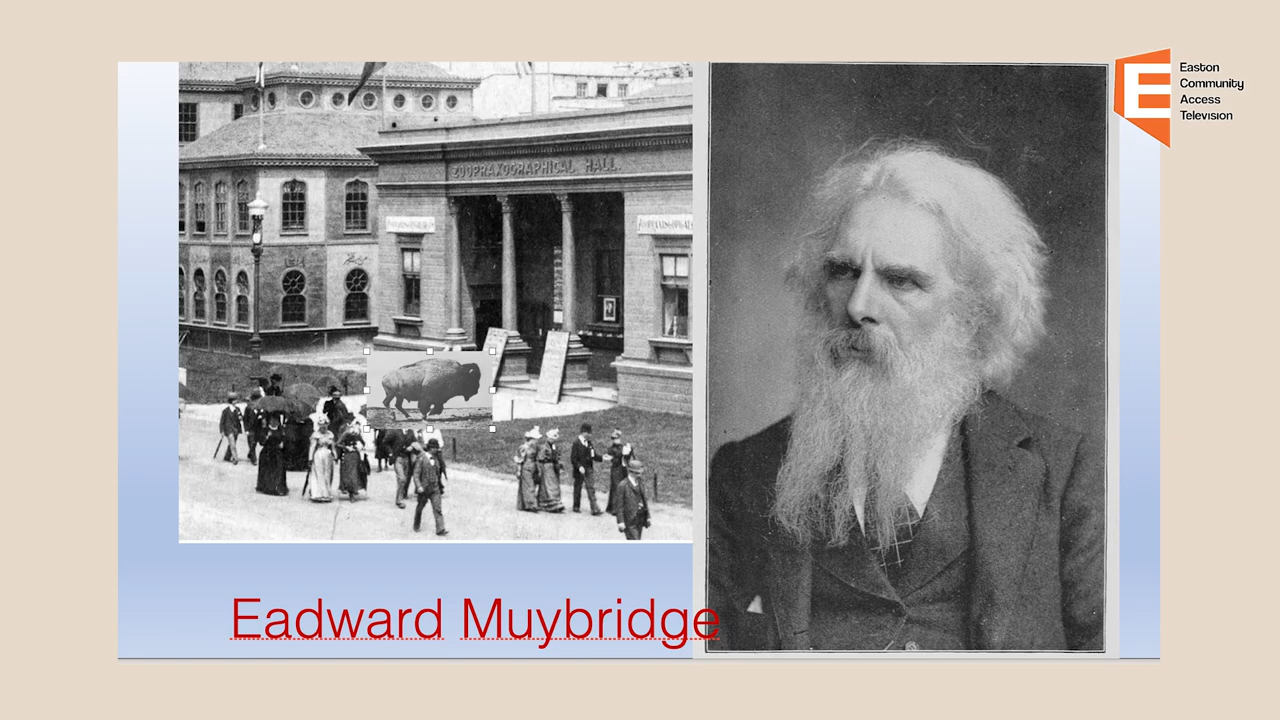 ZOOPRAXOGRAPHICAL HALL.
Easton
Community
Access
Television
Eadward Muybridge